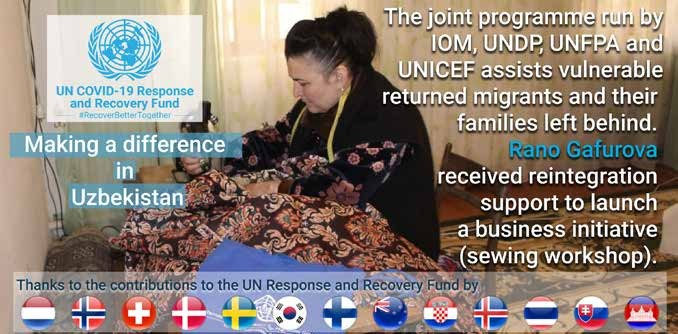 UN COVID-19 Response
and Recovery Fund
#RecoverBetterTogether
Making a difference
in
Uzbekistan
The joint programme run by
IOM, UNDP, UNFPA and
UNICEF assists vulnerable
returned migrants and their
families left behind.
Rano Gafurova
received reintegration
support to launch
a business initiative
(sewing workshop).
Thanks to the contributions to the UN Response and Recovery Fund by